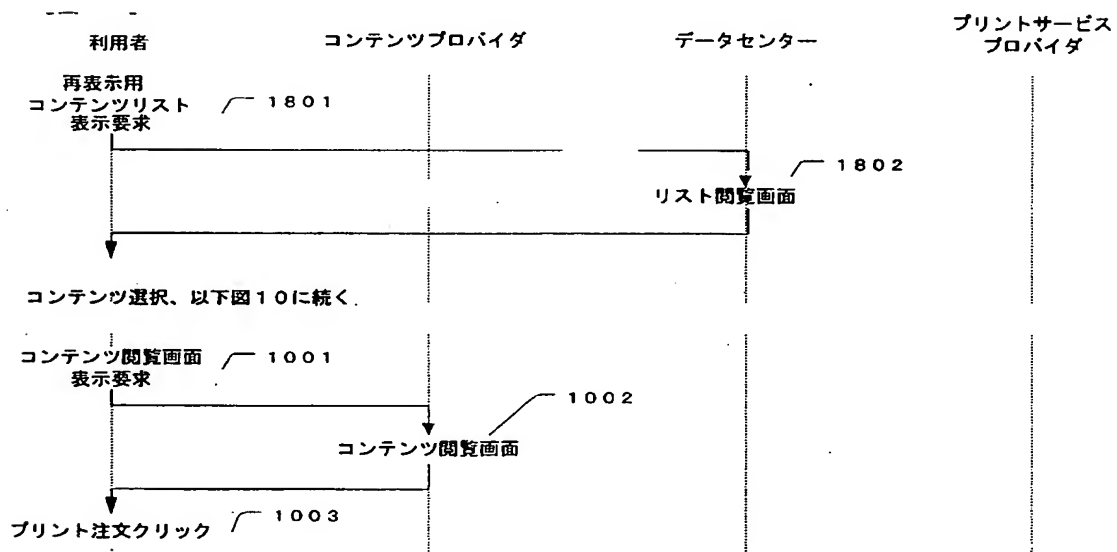 利用者
コンテンツプロバイダ
データセンター
プリントサービス
プロバイダ
再表示用
コンテンツリスト
表示要求
1801
1802
リスト閲覧画面
コンテンツ選択、以下図10に続く.
コンテンツ閲覧画面
表示要求
1001
1002
コンテンツ閲覧画面
プリント注文クリック
1003